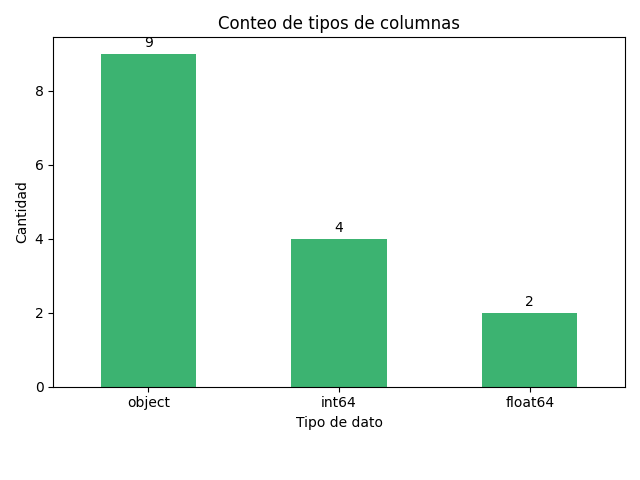 Conteo de tipos de columnas
9
4
2
8
6
4
2
0
Cantidad
object int64 float64
Tipo de dato